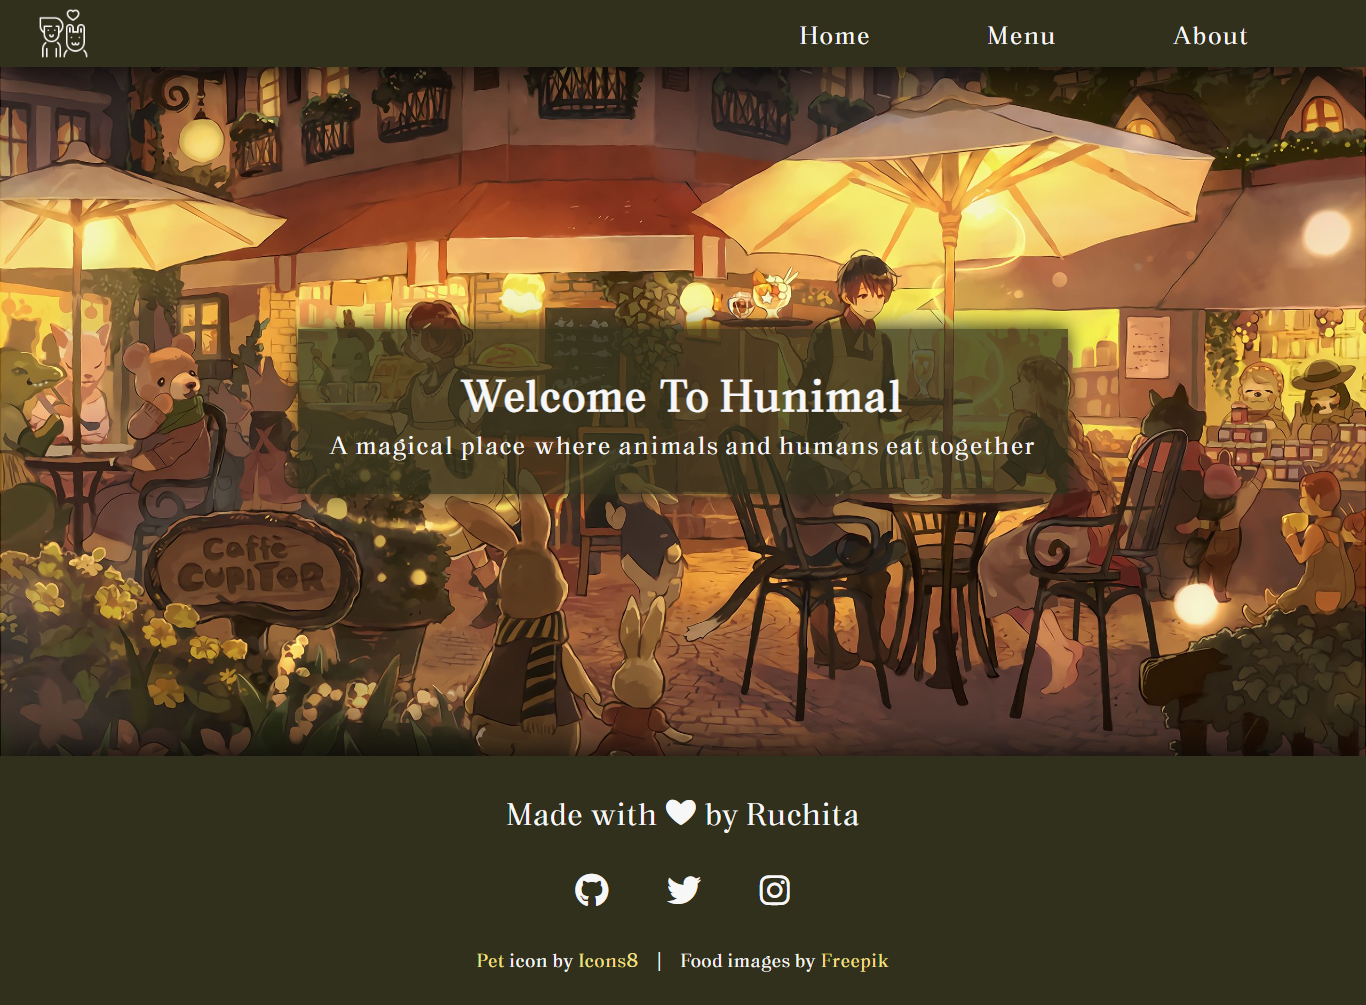 Home Menu About
Welcome To Hunimal
A magical place where animals and humans eat together
Caffè
CUPITOR
Made with by Ruchita
Pet icon by Icons8 | Food images by Freepik